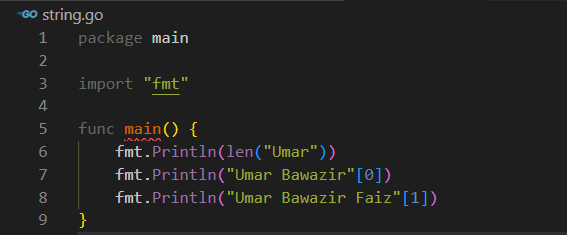 GO string.go
1 package main
2
3 import "fmt"
4
5 func main() {
6     fmt.Println(len("Umar"))
7     fmt.Println("Umar Bawazir"[0])
8     fmt.Println("Umar Bawazir Faiz"[1])
9 }